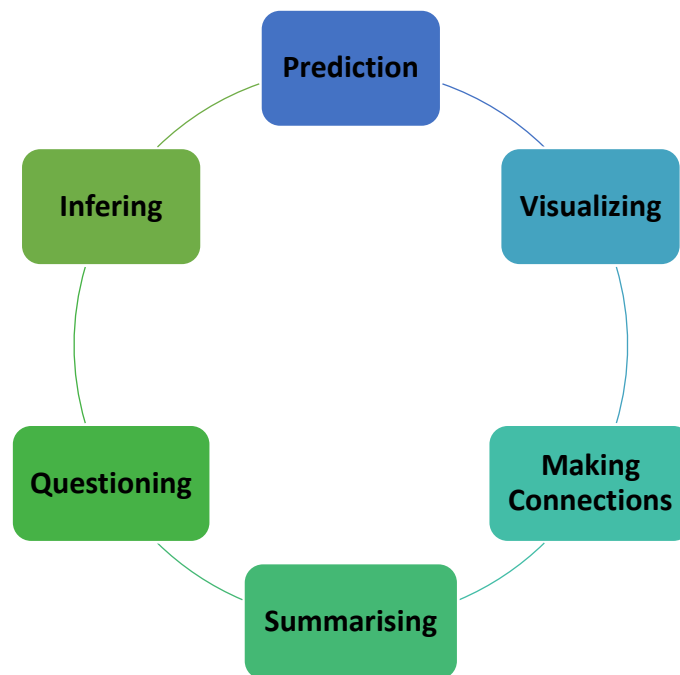 Prediction
Visualizing
Making
Connections
Summarising
Questioning
Infering